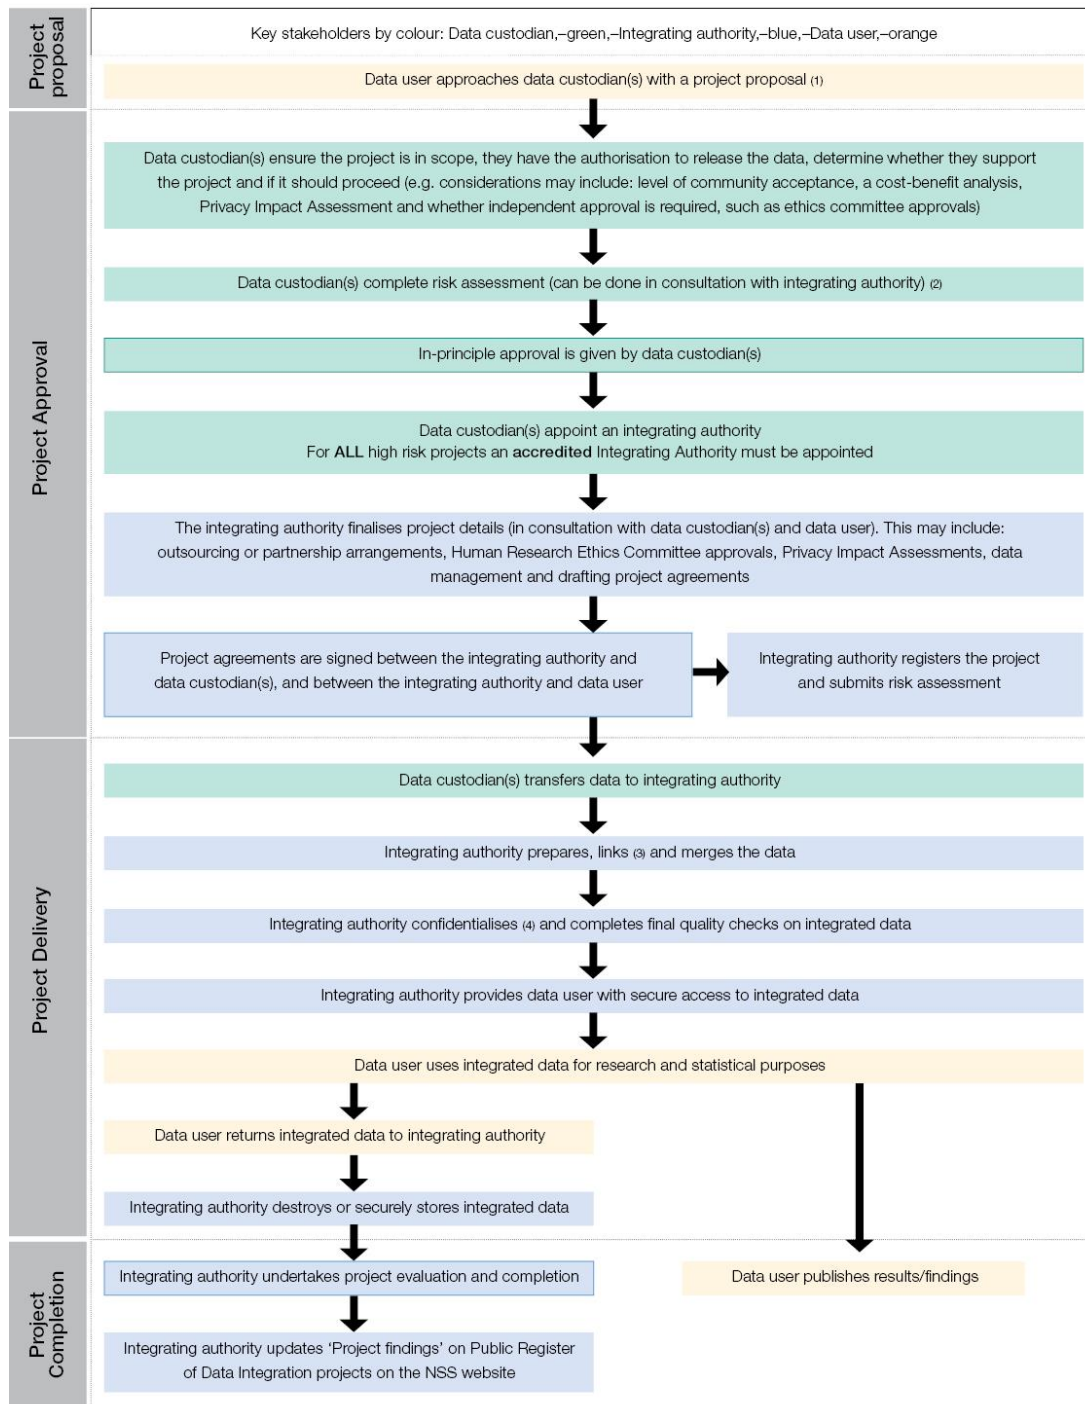 Project
proposal
Key stakeholders by colour: Data custodian,–green,–Integrating authority,–blue,–Data user,–orange
Data user approaches data custodian(s) with a project proposal (1)
Project Approval
Data custodian(s) ensure the project is in scope, they have the authorisation to release the data, determine whether they support
the project and if it should proceed (e.g. considerations may include: level of community acceptance, a cost-benefit analysis,
Privacy Impact Assessment and whether independent approval is required, such as ethics committee approvals)
Data custodian(s) complete risk assessment (can be done in consultation with integrating authority) (2)
In-principle approval is given by data custodian(s)
Data custodian(s) appoint an integrating authority
For ALL high risk projects an accredited Integrating Authority must be appointed
The integrating authority finalises project details (in consultation with data custodian(s) and data user). This may include:
outsourcing or partnership arrangements, Human Research Ethics Committee approvals, Privacy Impact Assessments, data
management and drafting project agreements
Project agreements are signed between the integrating authority and
data custodian(s), and between the integrating authority and data user
Integrating authority registers the project
and submits risk assessment
Project Delivery
Data custodian(s) transfers data to integrating authority
Integrating authority prepares, links (3) and merges the data
Integrating authority confidentialises (4) and completes final quality checks on integrated data
Integrating authority provides data user with secure access to integrated data
Data user uses integrated data for research and statistical purposes
Data user returns integrated data to integrating authority
Integrating authority destroys or securely stores integrated data
Project
Completion
Integrating authority undertakes project evaluation and completion
Data user publishes results/findings
Integrating authority updates ‘Project findings’ on Public Register
of Data Integration projects on the NSS website